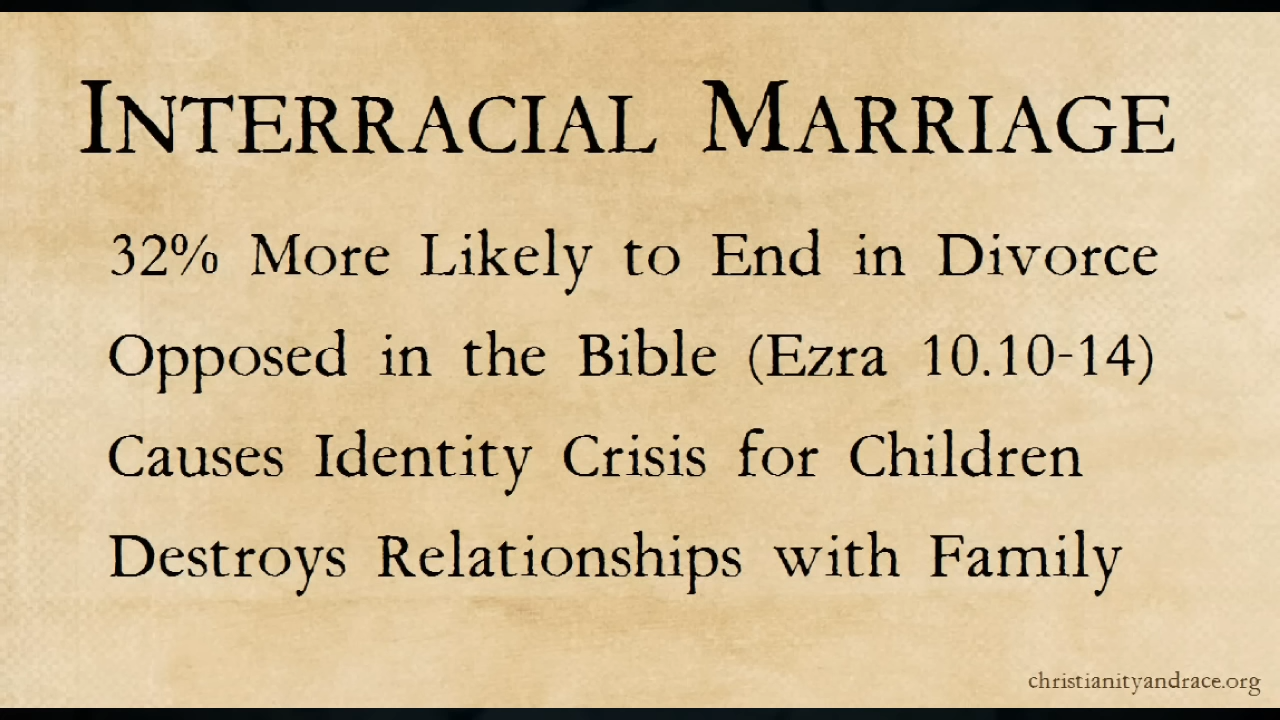 Interracial Marriage
32% More Likely to End in Divorce
Opposed in the Bible (Ezra 10.10-14)
Causes Identity Crisis for Children
Destroys Relationships with Family
christianityandrace.org